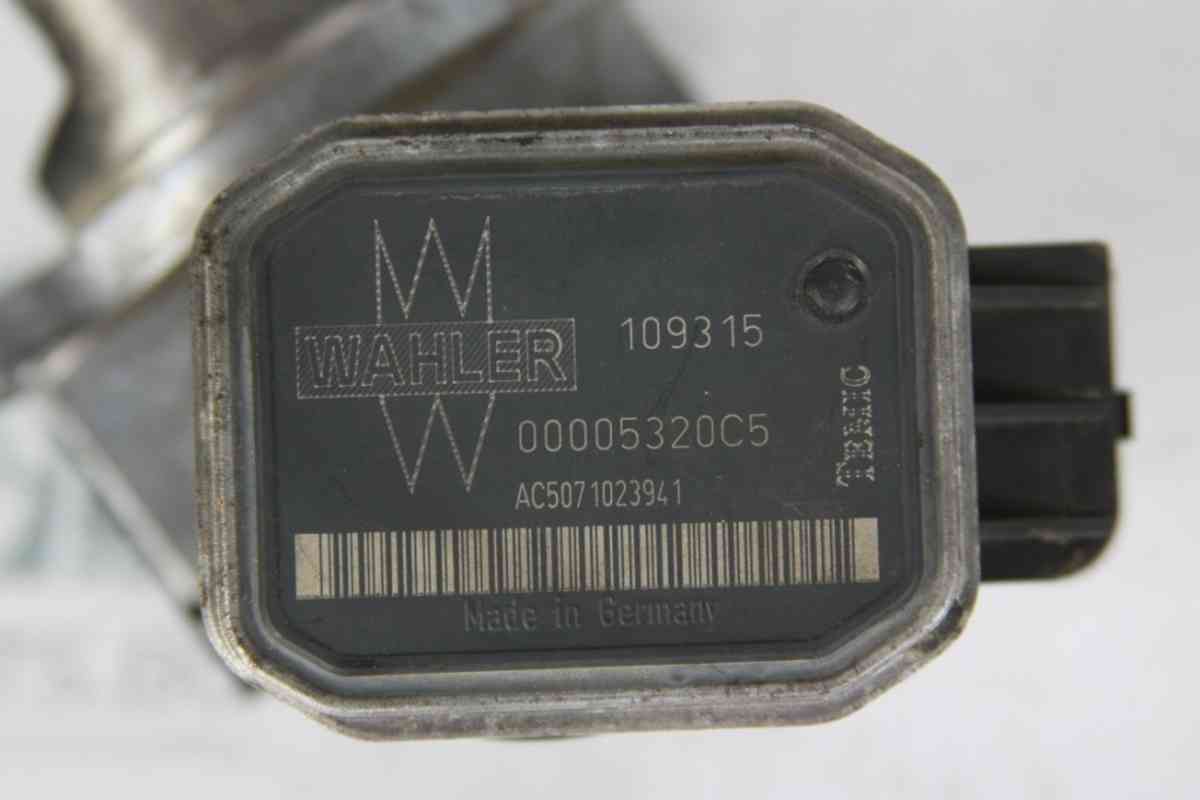 WAHLER
109315
00005320C5
TEMIC
AC5071023941
Made in Germany